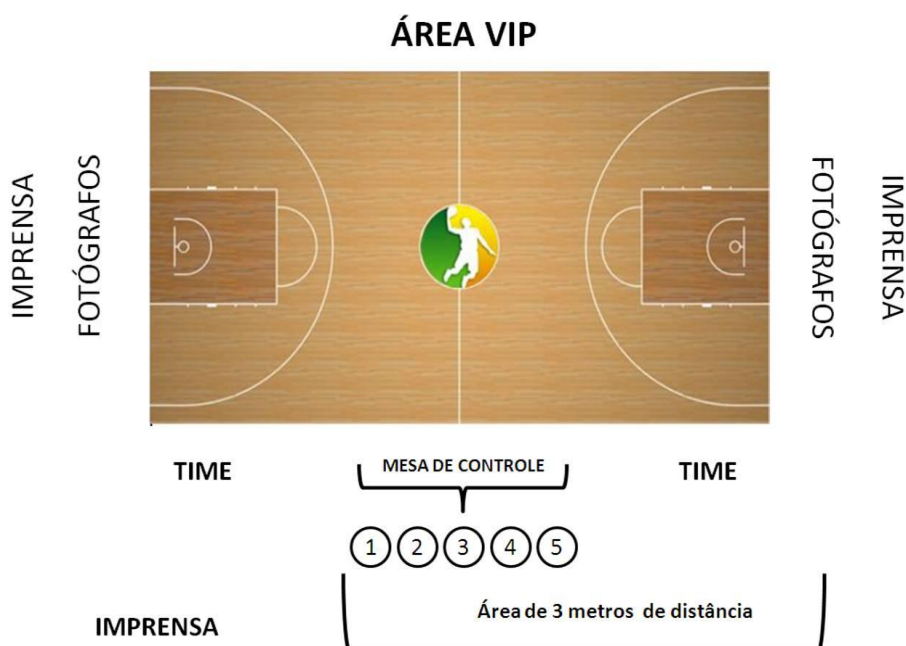 ÁREA VIP
IMPRENSA
FOTÓGRAFOS
FOTÓGRAFOS
IMPRENSA
TIME
MESA DE CONTROLE
TIME
1 2 3 4 5
Área de 3 metros de distância
IMPRENSA